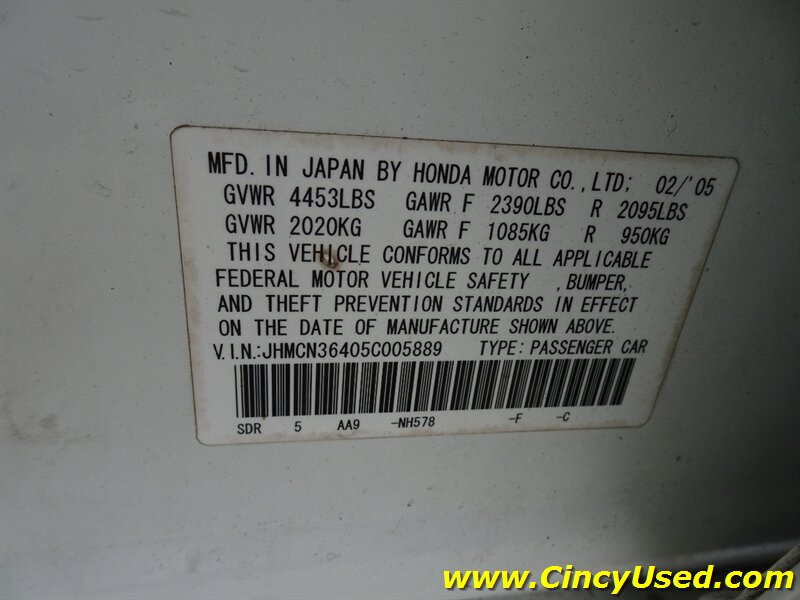 MFD. IN JAPAN BY HONDA MOTOR CO., LTD; 02/'05
GVWR 4453LBS GAWR F 2390LBS R 2095LBS
GVWR 2020KG GAWR F 1085KG R 950KG
THIS VEHICLE CONFORMS TO ALL APPLICABLE
FEDERAL MOTOR VEHICLE SAFETY , BUMPER,
AND THEFT PREVENTION STANDARDS IN EFFECT
ON THE DATE OF MANUFACTURE SHOWN ABOVE.
V.I.N.:JHMCN36405C005889 TYPE: PASSENGER CAR
SDR 5 AA9 -NH578 -F -C
www.CincyUsed.com